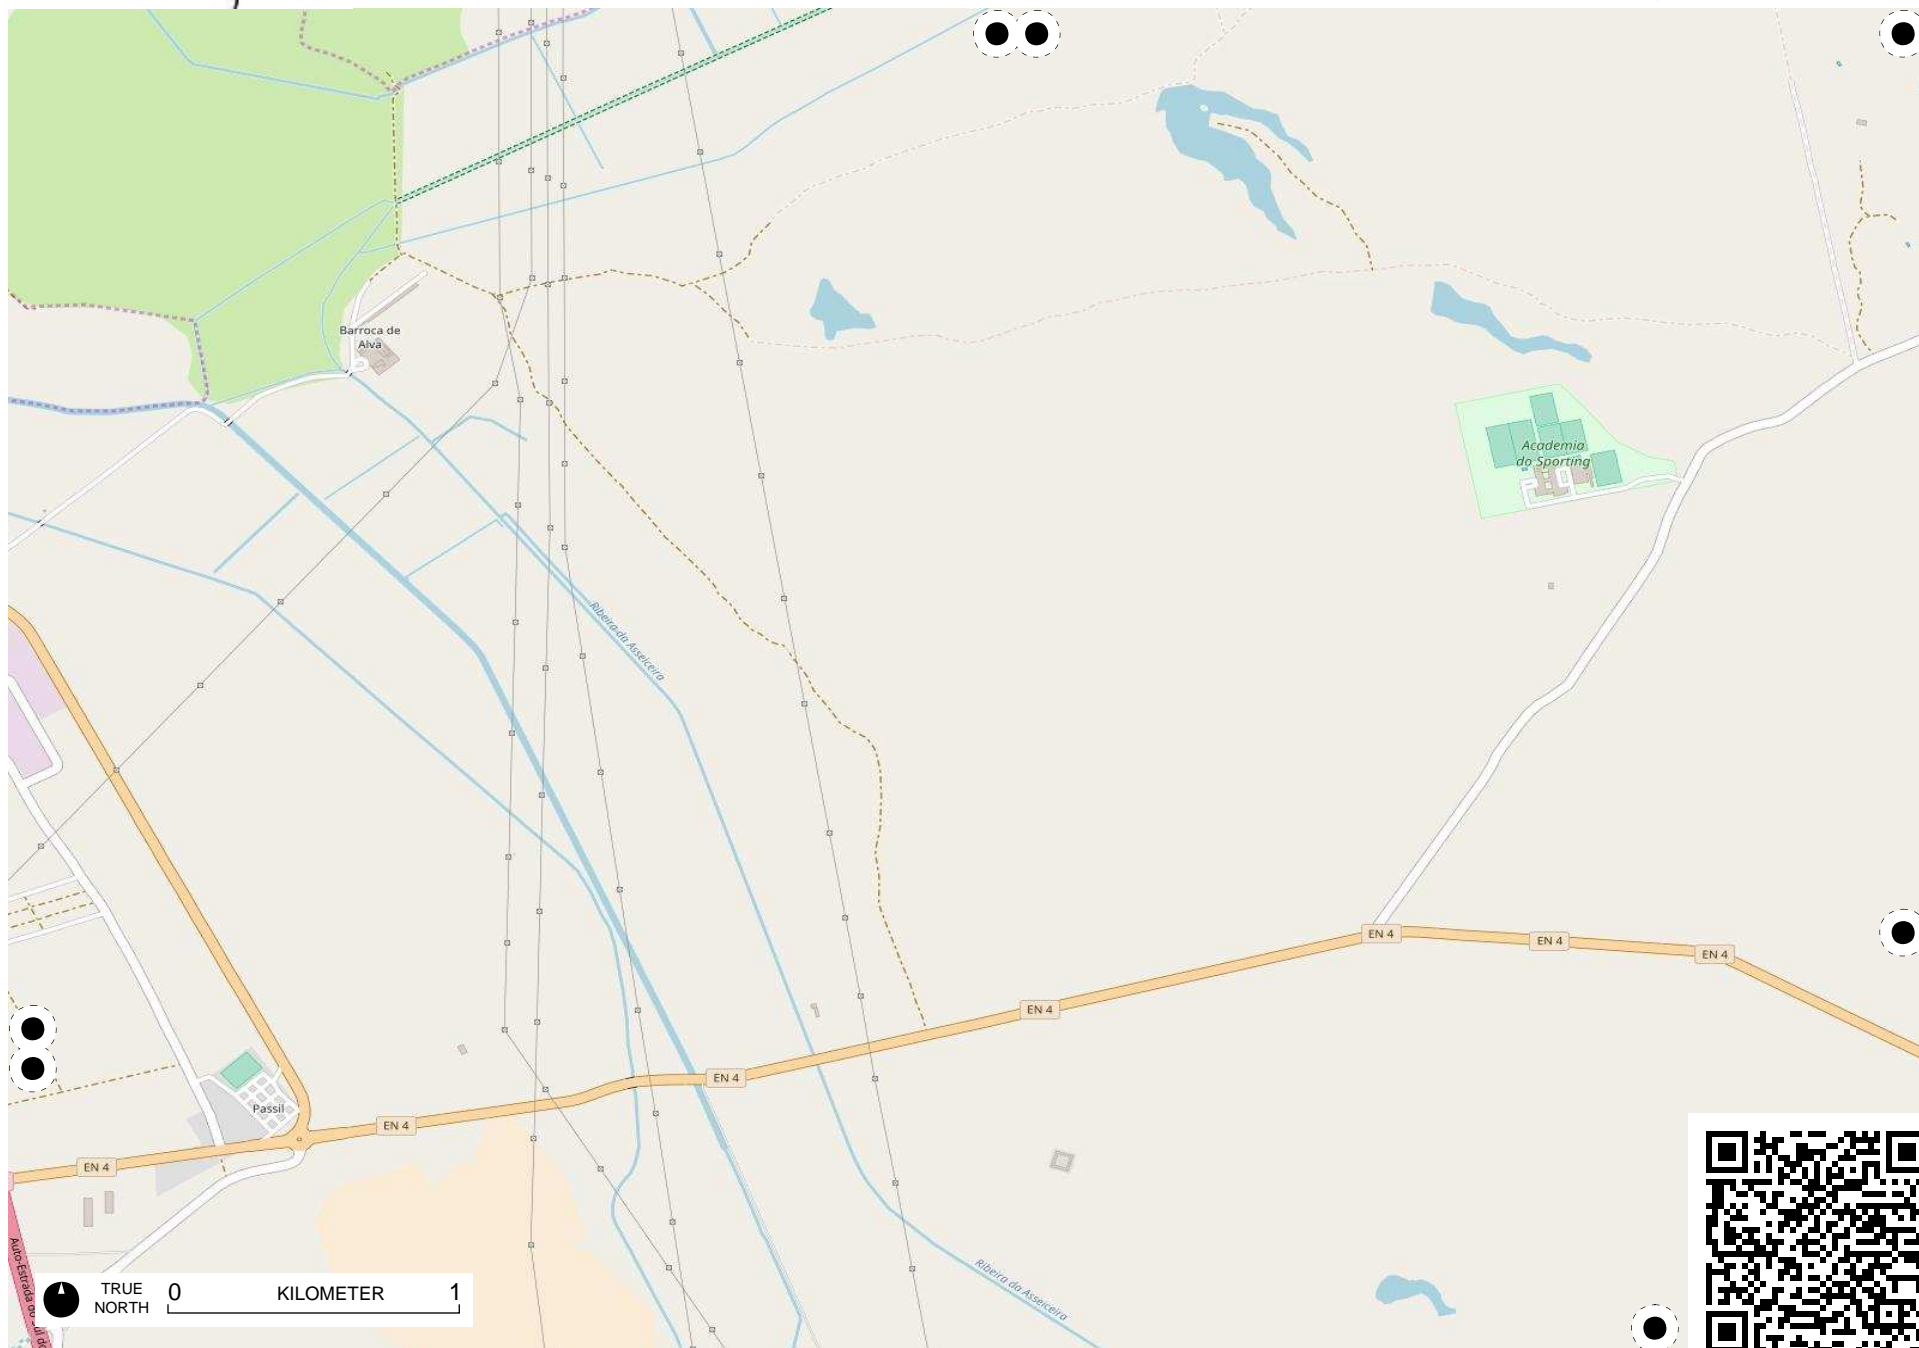 Barroca de
Alva
Academia
do Sporting
Ribeira da Asseiceira
EN 4
EN 4
EN 4
EN 4
EN 4
EN 4
EN 4
Passil
Ribeira da Asseiceira
TRUE
NORTH
0
KILOMETER
1